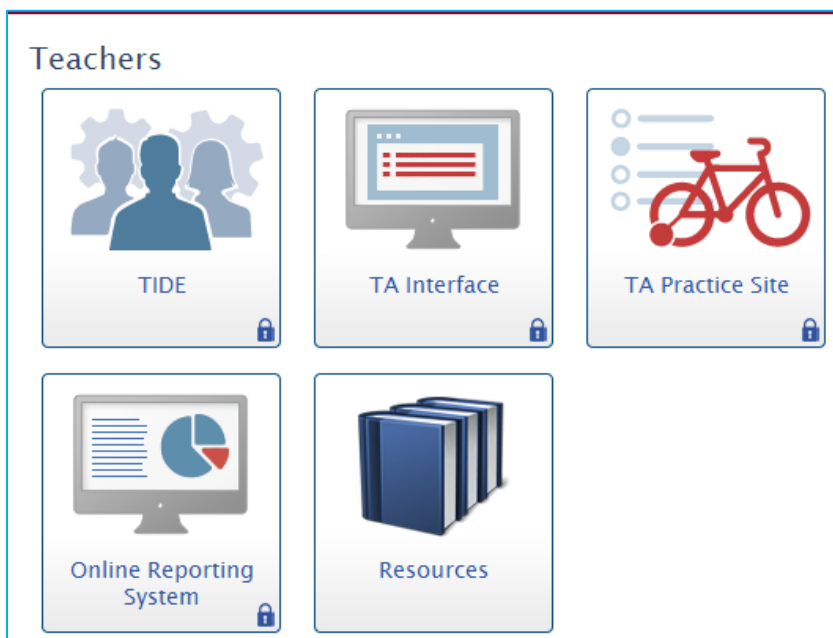 Teachers
TIDE
TA Interface
TA Practice Site
Online Reporting
System
Resources